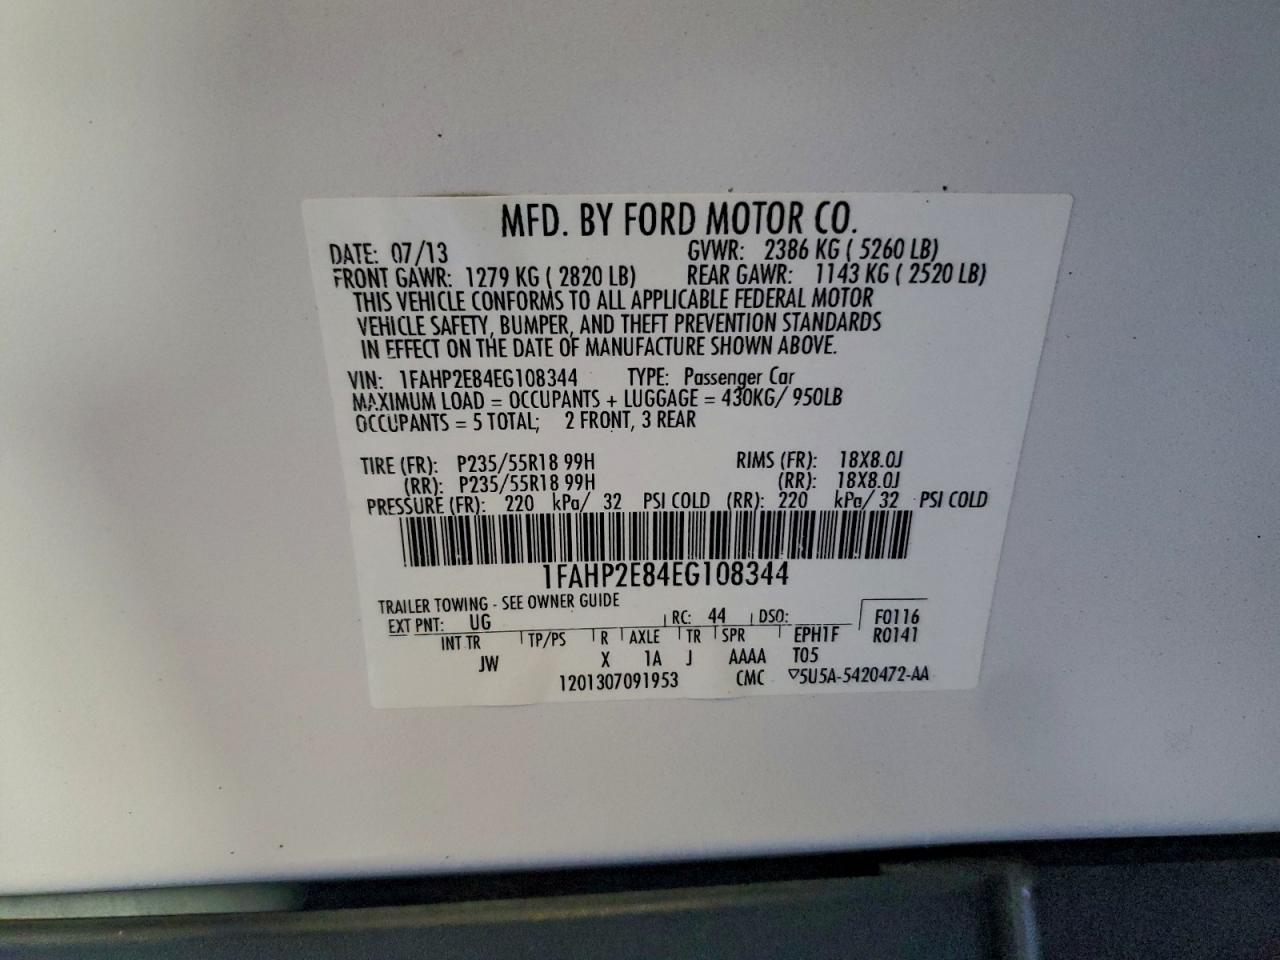 MFD. BY FORD MOTOR CO.
DATE: 07/13 GVWR: 2386 KG ( 5260 LB)
FRONT GAWR: 1279 KG ( 2820 LB) REAR GAWR: 1143 KG ( 2520 LB)
THIS VEHICLE CONFORMS TO ALL APPLICABLE FEDERAL MOTOR
VEHICLE SAFETY, BUMPER, AND THEFT PREVENTION STANDARDS
IN EFFECT ON THE DATE OF MANUFACTURE SHOWN ABOVE.
VIN: 1FAHP2E84EG108344 TYPE: Passenger Car
MAXIMUM LOAD = OCCUPANTS + LUGGAGE = 430KG/ 950LB
OCCUPANTS = 5 TOTAL; 2 FRONT, 3 REAR
TIRE (FR): P235/55R18 99H RIMS (FR): 18X8.0J
(RR): P235/55R18 99H (RR): 18X8.0J
PRESSURE (FR): 220 kPa/ 32 PSI COLD (RR): 220 kPa/ 32 PSI COLD
1FAHP2E84EG108344
TRAILER TOWING - SEE OWNER GUIDE
EXT PNT: UG RC: 44 DSO: F0116
INT TR TP/PS R AXLE TR SPR EPH1F R0141
JW X 1A J AAAA T05
1201307091953 CMC ▽5U5A-5420472-AA